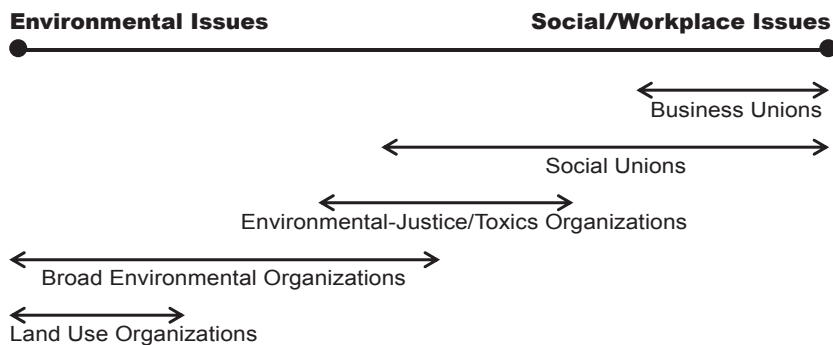 Environmental Issues Social/Workplace Issues
Business Unions
Social Unions
Environmental-Justice/Toxics Organizations
Broad Environmental Organizations
Land Use Organizations